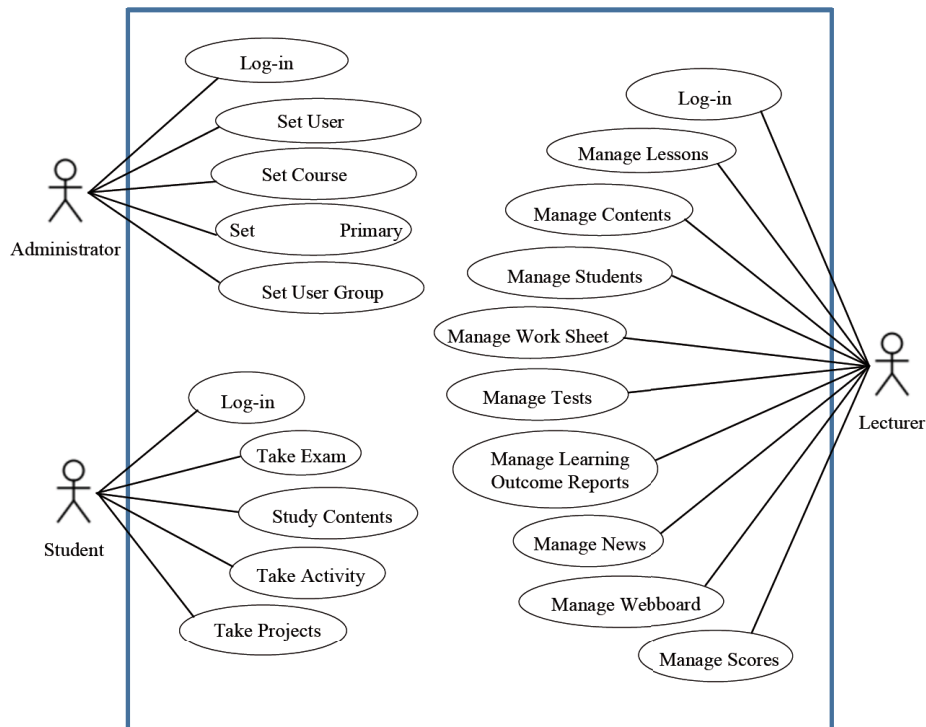 Log-in
Set User
Set Course
Set Primary
Set User Group
Administrator
Log-in
Take Exam
Study Contents
Take Activity
Take Projects
Student
Log-in
Manage Lessons
Manage Contents
Manage Students
Manage Work Sheet
Manage Tests
Manage Learning
Outcome Reports
Manage News
Manage Webboard
Manage Scores
Lecturer